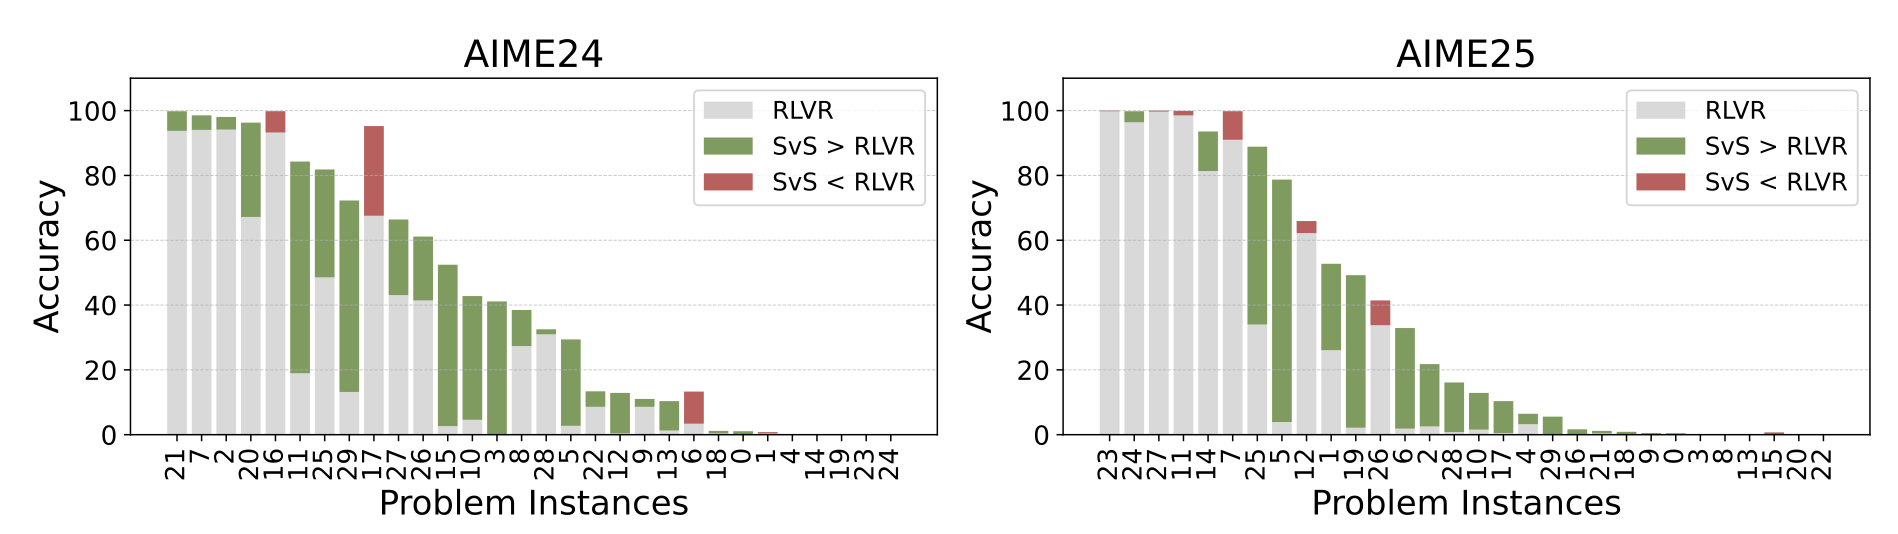 AIME24
Accuracy
100
80
60
40
20
0
RLVR
SvS > RLVR
SvS < RLVR
21 7 2 20 16 11 25 29 17 27 26 15 10 3 8 28 5 22 12 9 13 6 18 0 1 4 14 19 23 24
Problem Instances
AIME25
Accuracy
100
80
60
40
20
0
RLVR
SvS > RLVR
SvS < RLVR
23 24 27 11 14 7 25 5 12 1 19 26 6 2 28 10 17 4 29 16 21 18 9 0 3 8 13 15 20 22
Problem Instances